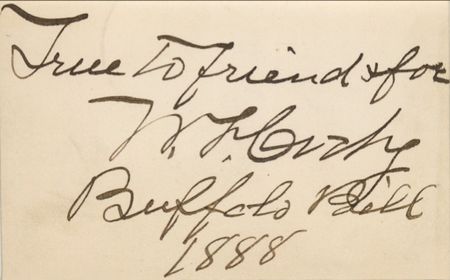 True to friend & foe
W. F. Cody
Buffalo Bill
1888